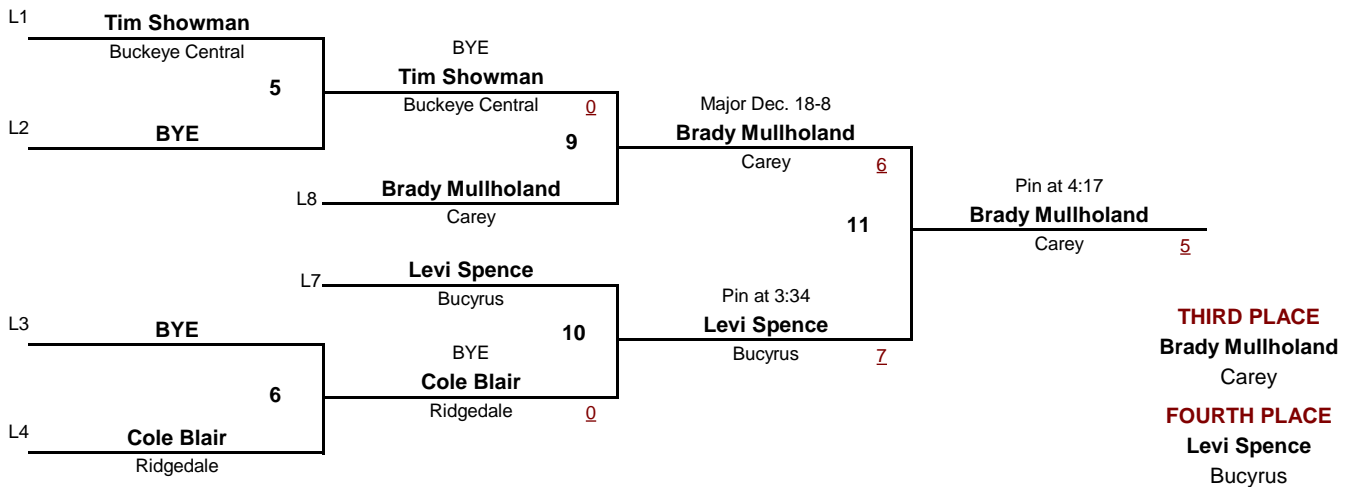 L1
Tim Showman
Buckeye Central
5
L2
BYE
BYE
Tim Showman
Buckeye Central 0
9
L8
Brady Mullholand
Carey
Major Dec. 18-8
Brady Mullholand
Carey 6
11
Pin at 4:17
Brady Mullholand
Carey 5
L7
Levi Spence
Bucyrus
10
L3
BYE
6
BYE
Cole Blair
Ridgedale 0
L4
Cole Blair
Ridgedale
Pin at 3:34
Levi Spence
Bucyrus 7
THIRD PLACE
Brady Mullholand
Carey
FOURTH PLACE
Levi Spence
Bucyrus